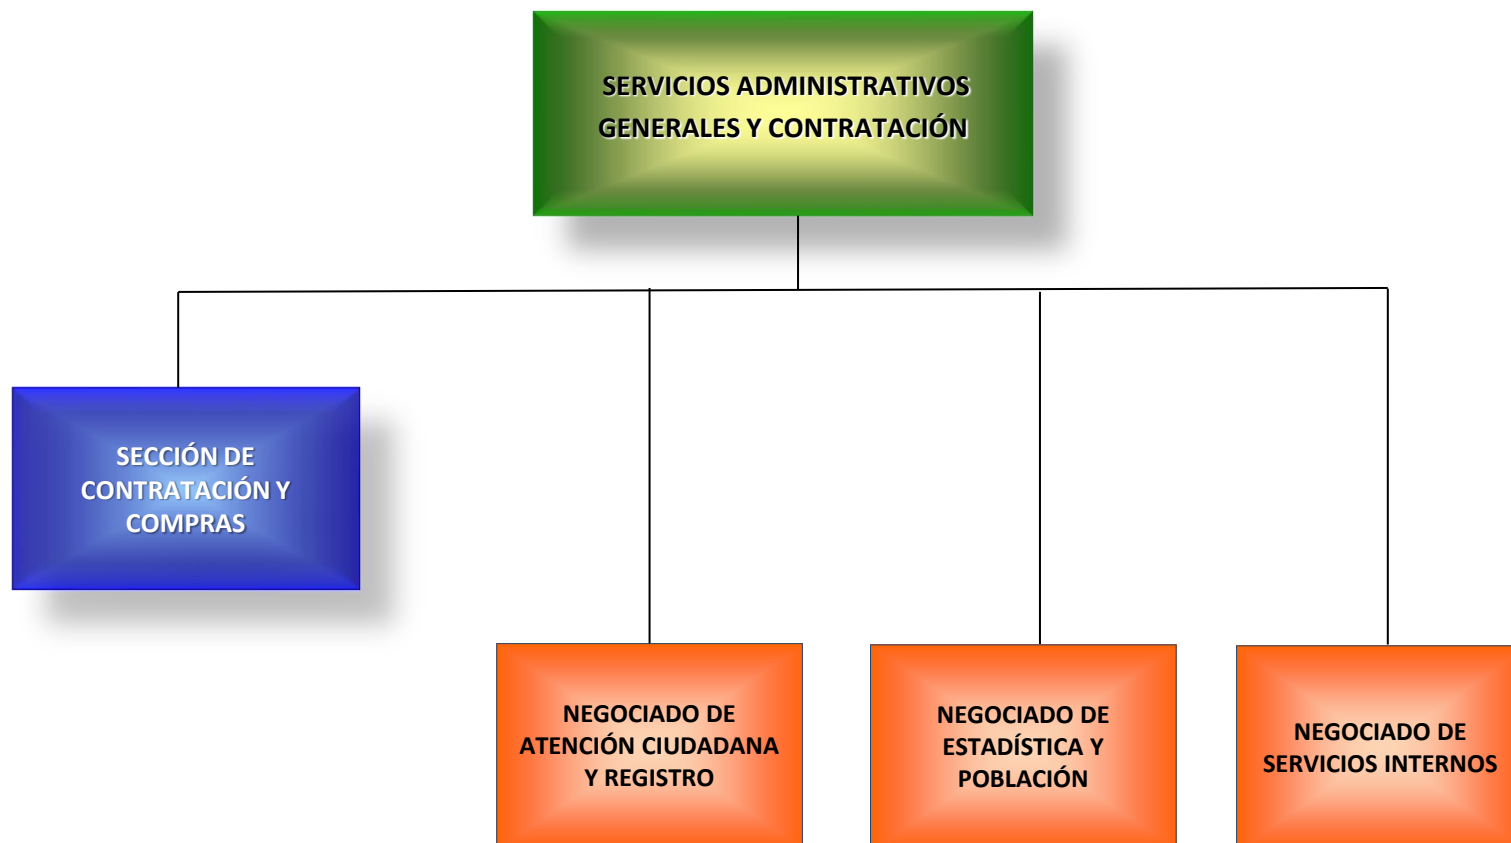 SERVICIOS ADMINISTRATIVOS
GENERALES Y CONTRATACIÓN
SECCIÓN DE
CONTRATACIÓN Y
COMPRAS
NEGOCIADO DE
ATENCIÓN CIUDADANA
Y REGISTRO
NEGOCIADO DE
ESTADÍSTICA Y
POBLACIÓN
NEGOCIADO DE
SERVICIOS INTERNOS